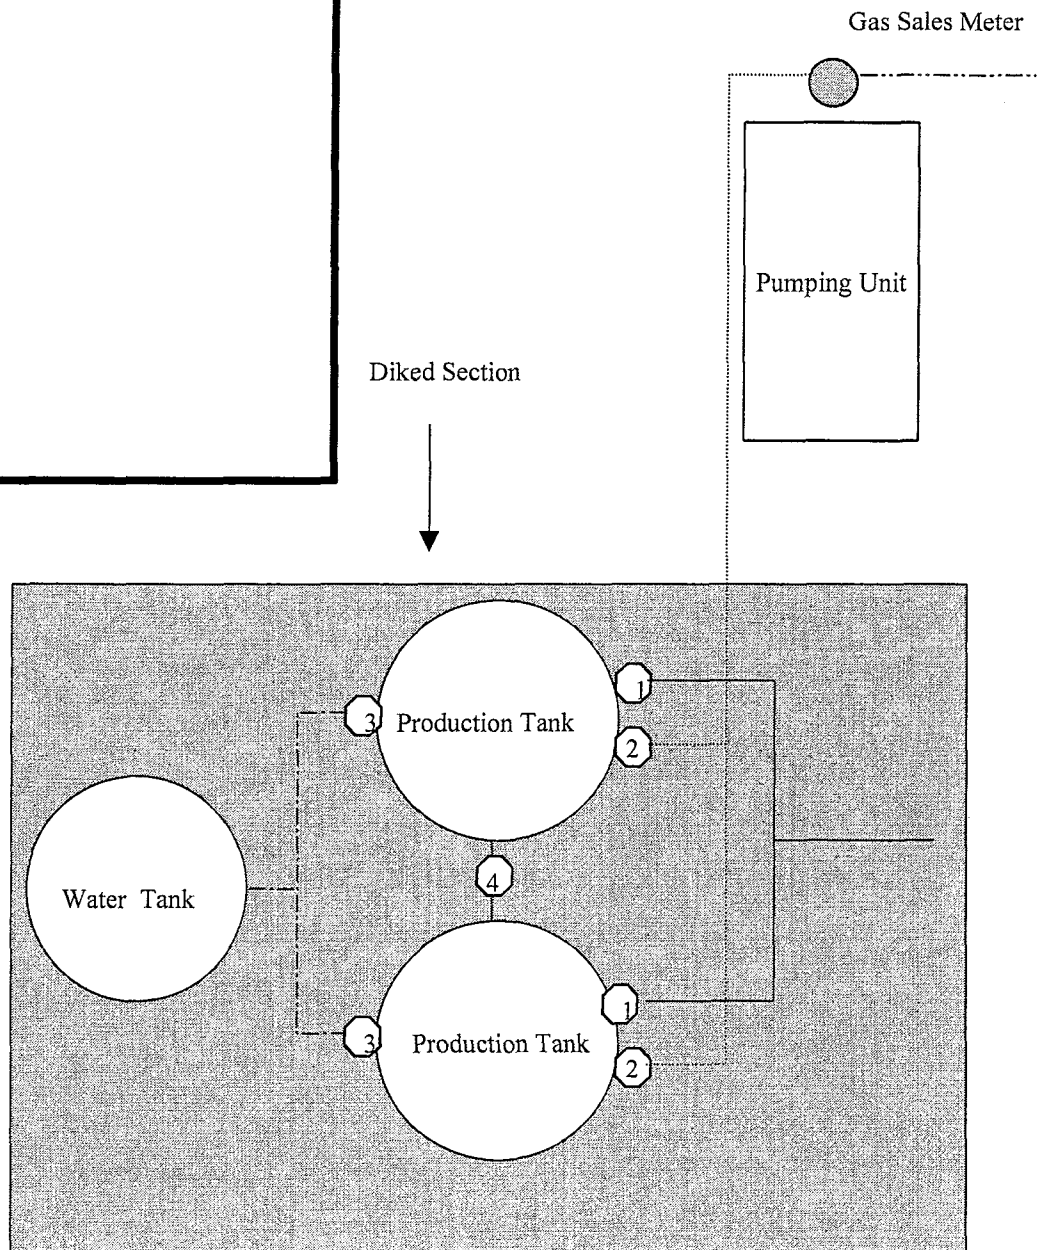 Gas Sales Meter
Pumping Unit
Diked Section
1
3
Production Tank
2
4
Water Tank
1
3
Production Tank
2